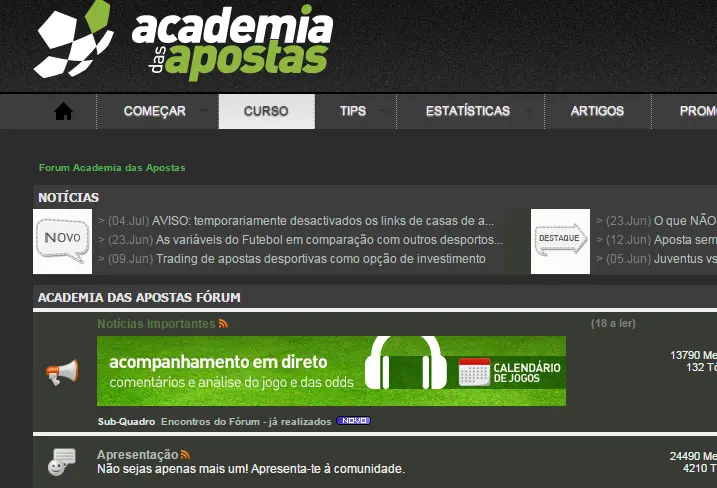 academia
das apostas
COMEÇAR CURSO TIPS ESTATÍSTICAS ARTIGOS
Forum Academia das Apostas
NOTÍCIAS
NOVO
> (04.Jul) AVISO: temporariamente desactivados os links de casas de a...
> (23.Jun) As variáveis do Futebol em comparação com outros desportos...
> (09.Jun) Trading de apostas desportivas como opção de investimento
DESTAQUE
> (23.Jun) O que NÃO
> (12.Jun) Aposta sem
> (05.Jun) Juventus vs
ACADEMIA DAS APOSTAS FÓRUM
Notícias Importantes (18 a ler)
acompanhamento em direto
comentários e análise do jogo e das odds
CALENDÁRIO
DE JOGOS
13790 Me
132 Tó
Sub-Quadro Encontros do Fórum - já realizados NOVO
Apresentação
Não sejas apenas mais um! Apresenta-te á comunidade.
24490 Me
4210 T